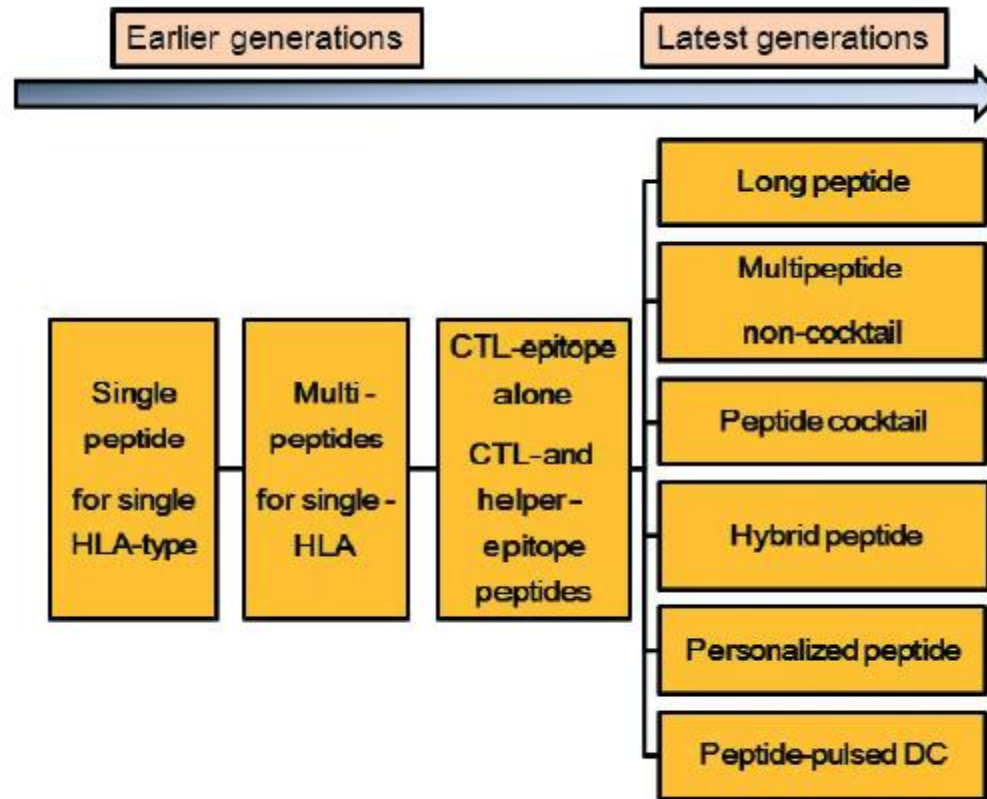 Earlier generations
Latest generations
Single
peptide
for single
HLA-type
Multi -
peptides
for single -
HLA
CTL-epitope
alone
CTL-and
helper-
epitope
peptides
Long peptide
Multipeptide
non-cocktail
Peptide cocktail
Hybrid peptide
Personalized peptide
Peptide-pulsed DC